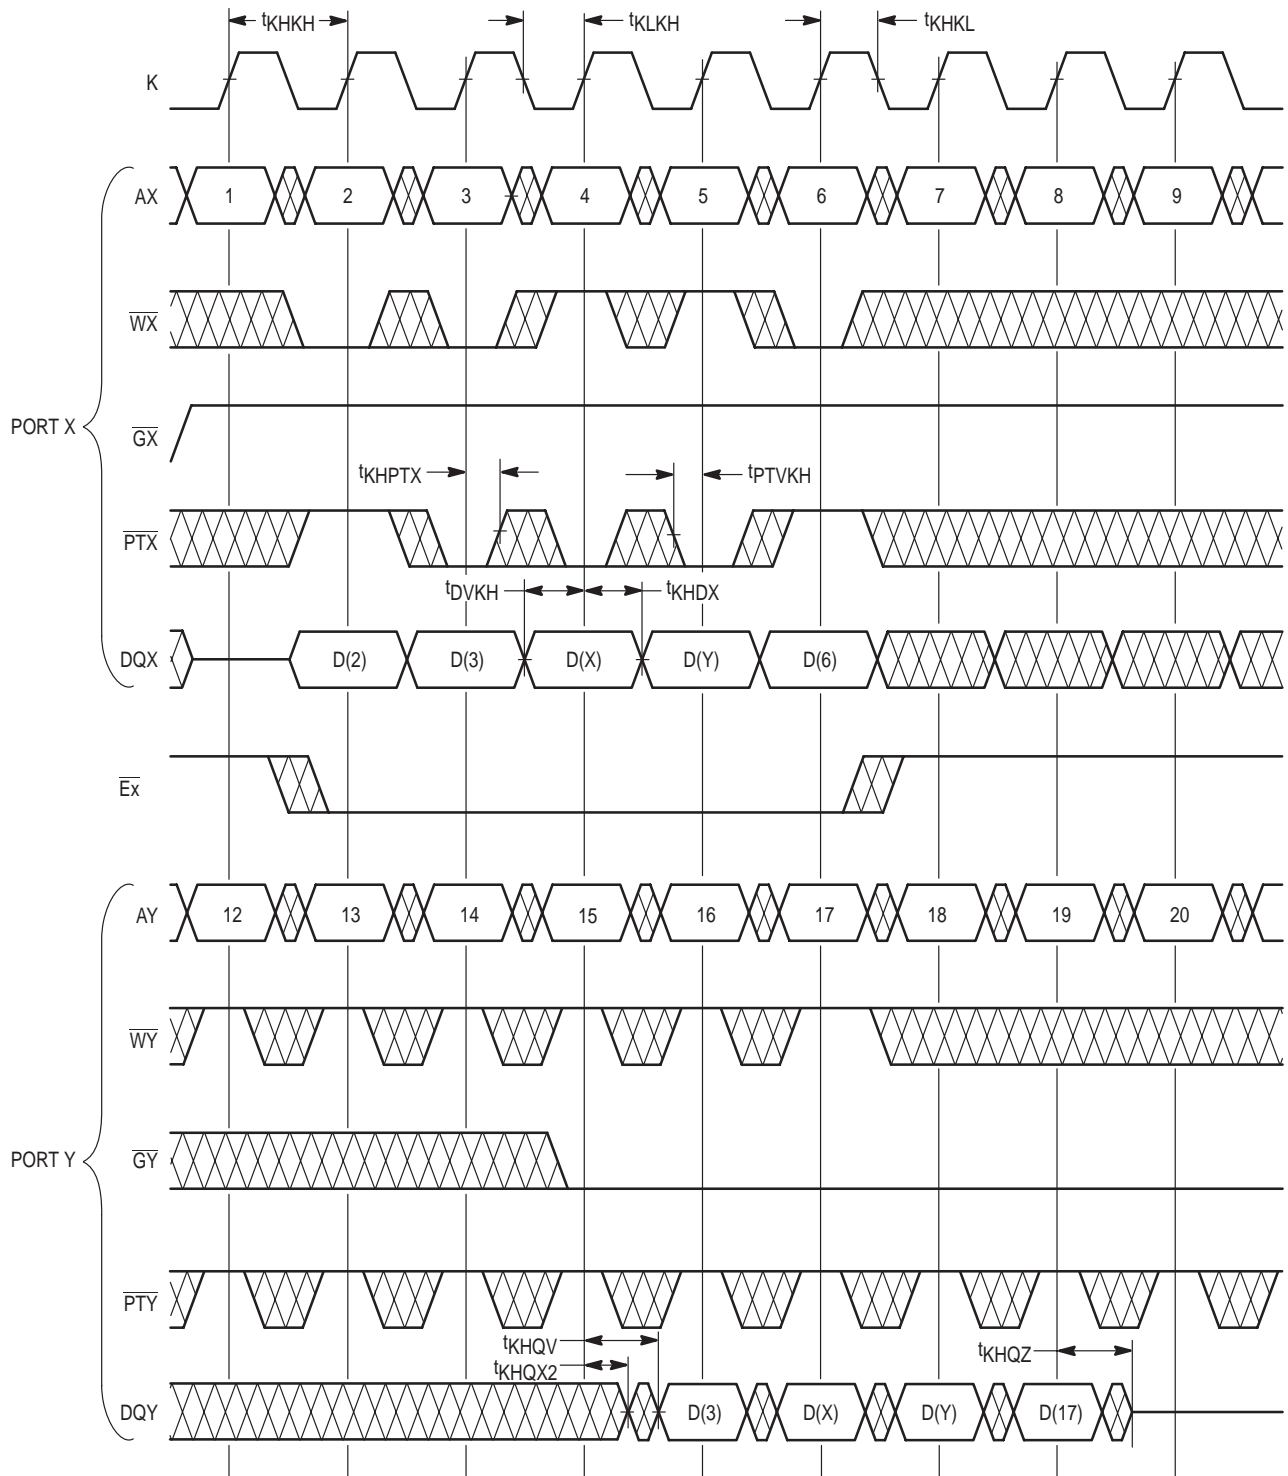 tKHKH tKLKH tKHKL
K
AX 1 2 3 4 5 6 7 8 9
WX
PORT X
GX
tKHPTX tPTVKH
PTX
tDVKH tKHDX
DQX D(2) D(3) D(X) D(Y) D(6)
Ex
AY 12 13 14 15 16 17 18 19 20
WY
PORT Y
GY
PTY
tKHQV tKHQZ
tKHQX2
DQY D(3) D(X) D(Y) D(17)